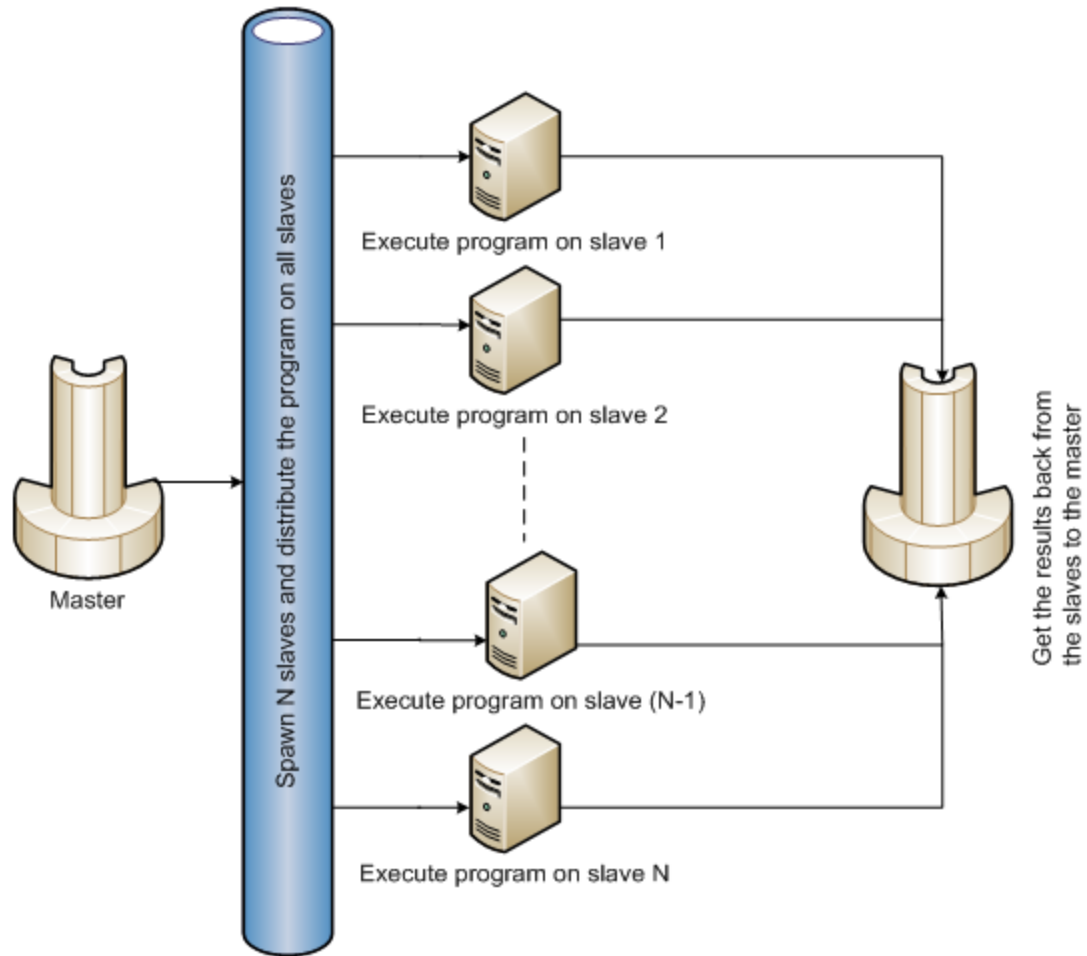 Master
Spawn N slaves and distribute the program on all slaves
Execute program on slave 1
Execute program on slave 2
Execute program on slave (N-1)
Execute program on slave N
Get the results back from
the slaves to the master